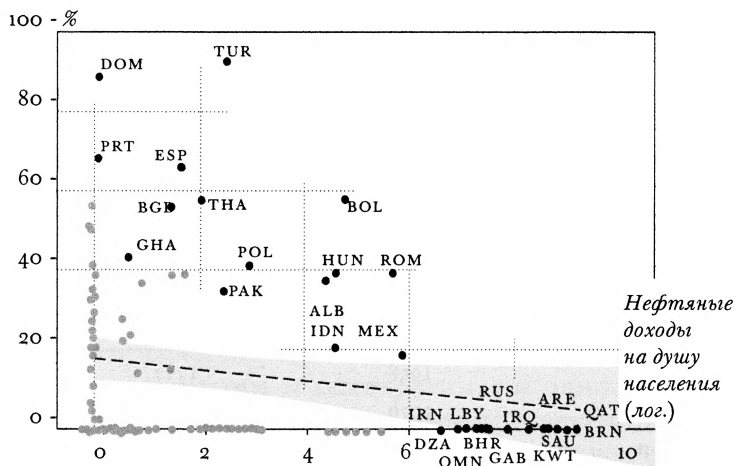 100 - %
TUR
DOM
80
PRT
ESP
60
BGR THA
BOL
GHA
POL
HUN ROM
40
PAK
ALB
IDN MEX
20
Нефтяные
доходы
на душу
населения
(лог.)
RUS
ARE
QAT
IRN LBY
IRQ
0
BRN
DZA
BHR
SAU
OMN
GAB
KWT
0 2 4 6 8 10